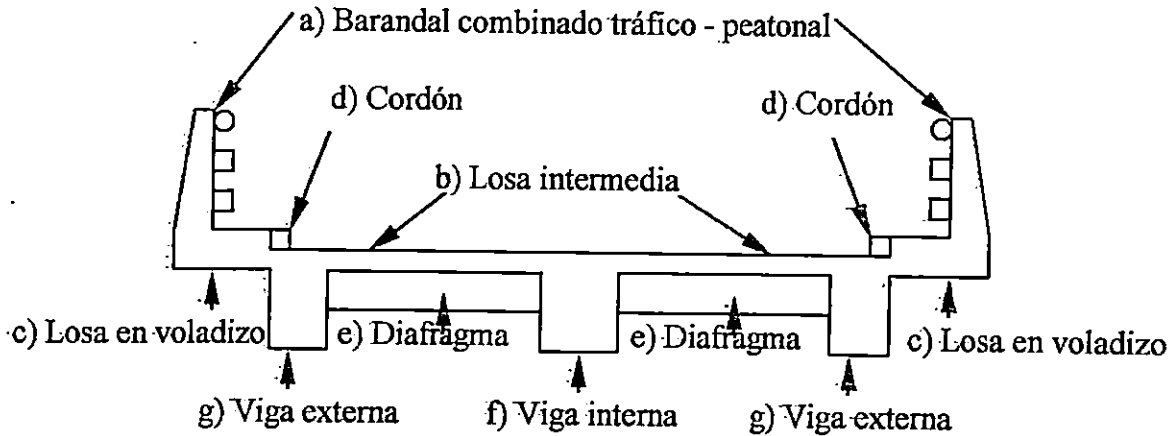 a) Barandal combinado tráfico - peatonal
d) Cordón
d) Cordón
b) Losa intermedia
c) Losa en voladizo
e) Diafragma
e) Diafragma
c) Losa en voladizo
g) Viga externa
f) Viga interna
g) Viga externa